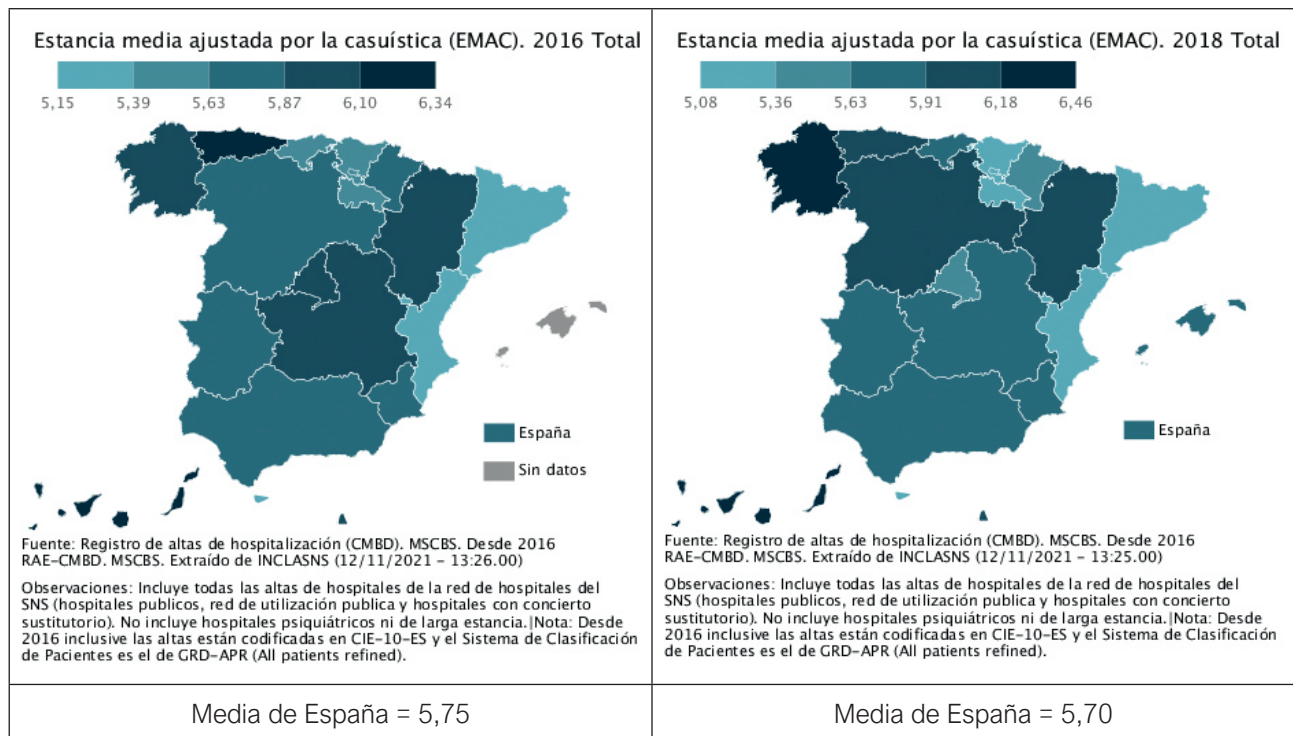 Estancia media ajustada por la casuística (EMAC). 2016 Total
5,15 5,39 5,63 5,87 6,10 6,34
España
Sin datos
Fuente: Registro de altas de hospitalización (CMBD). MSCBS. Desde 2016
RAE-CMBD. MSCBS. Extraído de INCLASNS (12/11/2021 - 13:26.00)
Observaciones: Incluye todas las altas de hospitales de la red de hospitales del
SNS (hospitales publicos, red de utilización publica y hospitales con concierto
sustitutorio). No incluye hospitales psiquiátricos ni de larga estancia.|Nota: Desde
2016 inclusive las altas están codificadas en CIE-10-ES y el Sistema de Clasificación
de Pacientes es el de GRD-APR (All patients refined).
Media de España = 5,75
Estancia media ajustada por la casuística (EMAC). 2018 Total
5,08 5,36 5,63 5,91 6,18 6,46
España
Fuente: Registro de altas de hospitalización (CMBD). MSCBS. Desde 2016
RAE-CMBD. MSCBS. Extraído de INCLASNS (12/11/2021 - 13:25.00)
Observaciones: Incluye todas las altas de hospitales de la red de hospitales del
SNS (hospitales publicos, red de utilización publica y hospitales con concierto
sustitutorio). No incluye hospitales psiquiátricos ni de larga estancia.|Nota: Desde
2016 inclusive las altas están codificadas en CIE-10-ES y el Sistema de Clasificación
de Pacientes es el de GRD-APR (All patients refined).
Media de España = 5,70